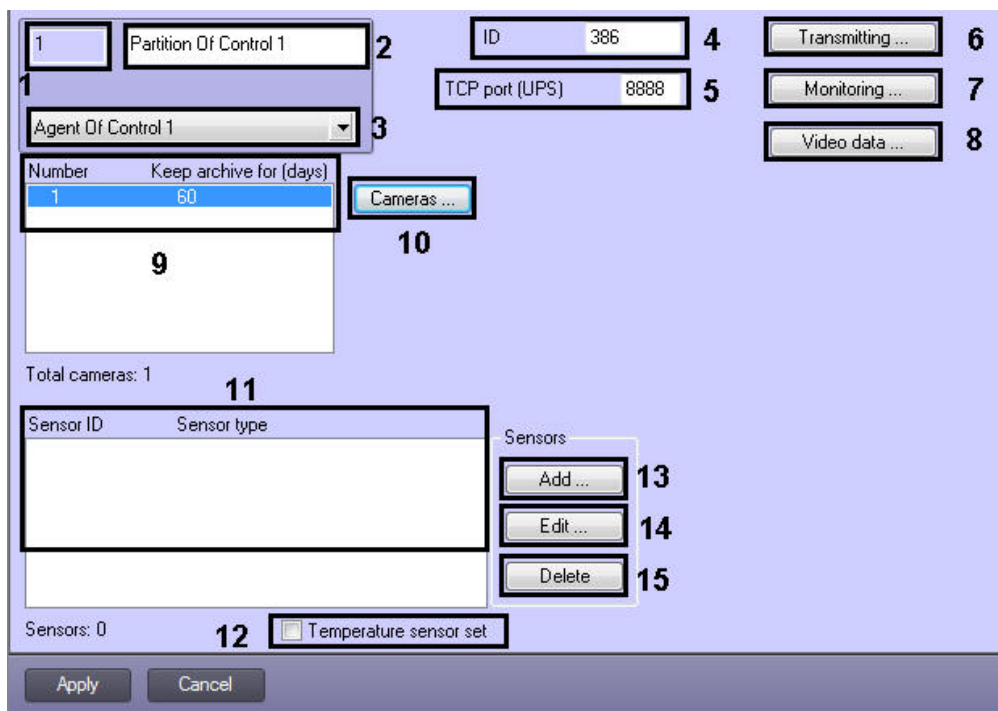 1 Partition Of Control 1 2
ID 386 4
Transmitting ... 6
1
TCP port (UPS) 8888 5
Monitoring ... 7
Agent Of Control 1 3
Video data ... 8
Number Keep archive for (days)
1 60
Cameras ...
10
9
Total cameras: 1
11
Sensor ID Sensor type
Sensors
Add ... 13
Edit ... 14
Delete 15
Sensors: 0
12 Temperature sensor set
Apply Cancel